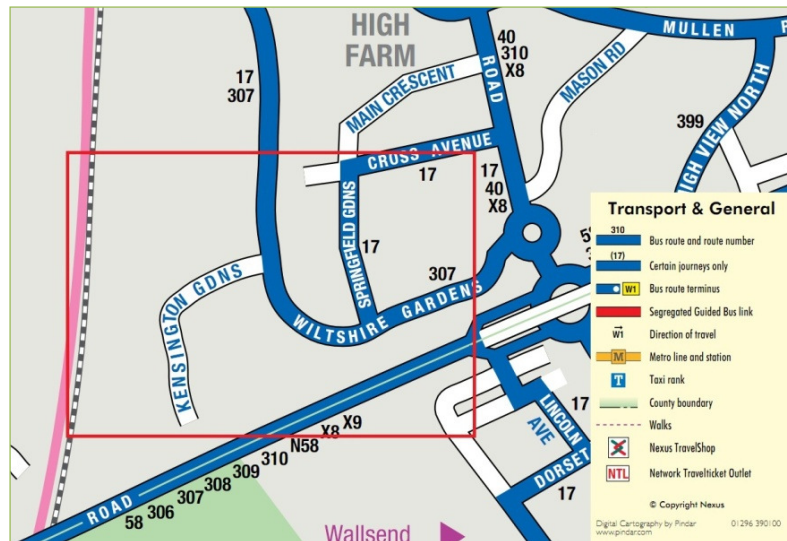 HIGH
FARM
40
310
X8
ROAD
MULLEN
MASON RD
17
307
MAIN CRESCENT
399
HIGH VIEW NORTH
CROSS AVENUE
17
17
40
X8
SPRINGFIELD GDNS
17
307
WILTSHIRE GARDENS
KENSINGTON GDNS
LINCOLN
AVE
17
DORSET
17
ROAD
58
306
307
308
309
310
N58
X8
X9
Wallsend
Transport & General
310
Bus route and route number
(17)
Certain journeys only
W1
Bus route terminus
Segregated Guided Bus link
W1
Direction of travel
M
Metro line and station
T
Taxi rank
County boundary
Walks
Nexus TravelShop
NTL
Network Travelticket Outlet
© Copyright Nexus
Digital Cartography by Pindar 01296 390100
www.pindar.com